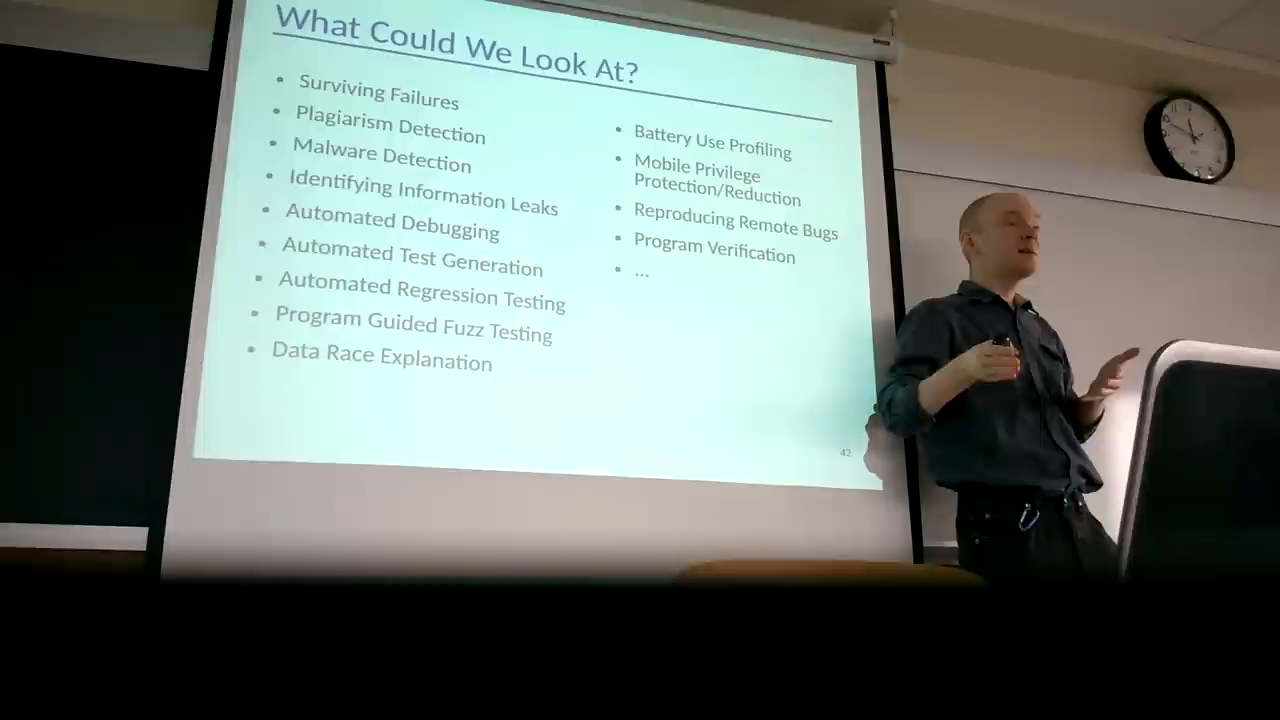 What Could We Look At?
• Surviving Failures
• Plagiarism Detection
• Malware Detection
• Identifying Information Leaks
• Automated Debugging
• Automated Test Generation
• Automated Regression Testing
• Program Guided Fuzz Testing
• Data Race Explanation
• Battery Use Profiling
• Mobile Privilege
Protection/Reduction
• Reproducing Remote Bugs
• Program Verification
• ...
42